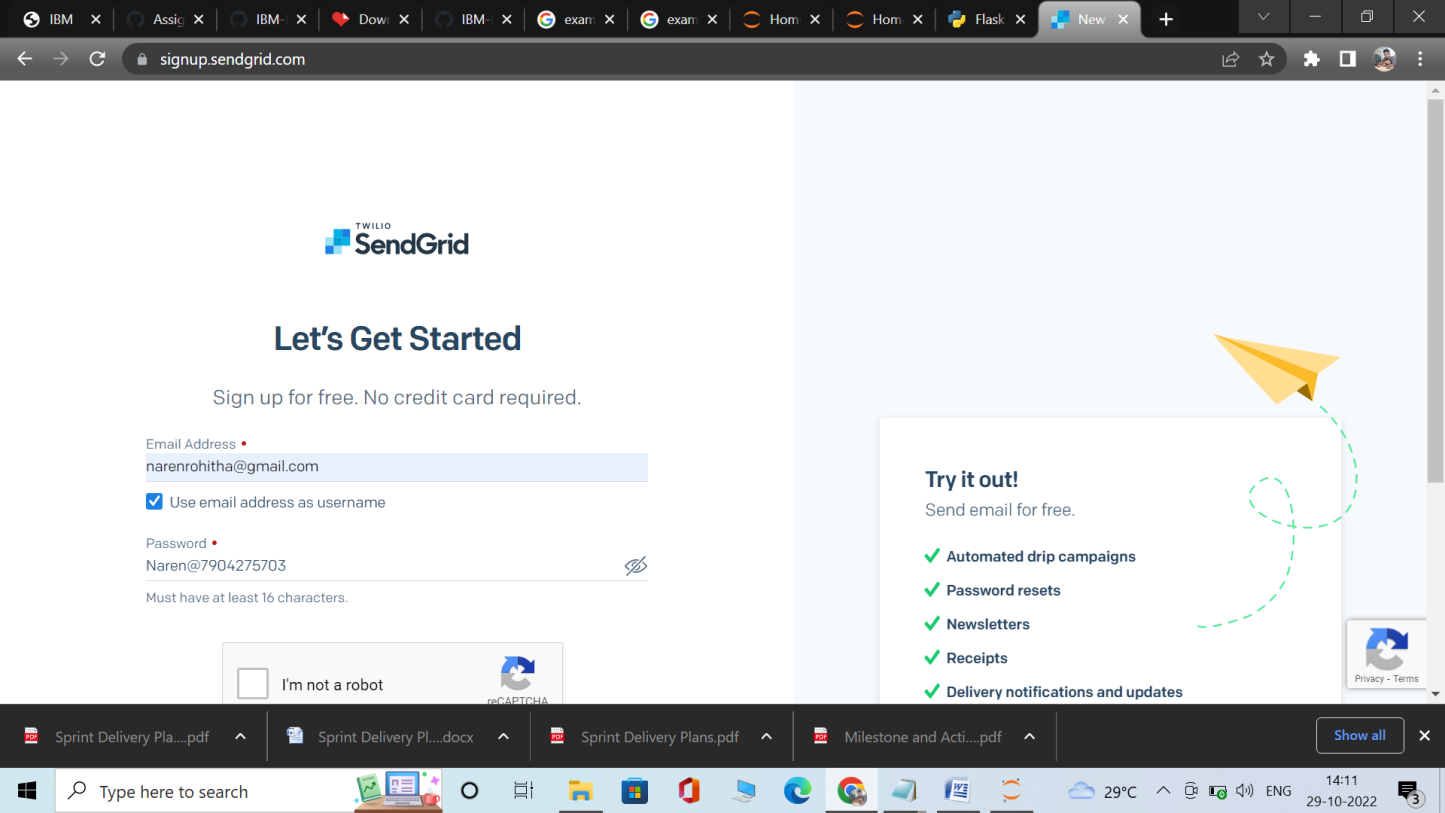 IBM
Assig
IBM-
Dow
IBM-
exam
exam
Hom
Hom
Flask
New
signup.sendgrid.com
TWILIO
SendGrid
Let's Get Started
Sign up for free. No credit card required.
Email Address •
narenrohitha@gmail.com
Use email address as username
Password •
Naren@7904275703
Must have at least 16 characters.
I'm not a robot
reCAPTCHA
Try it out!
Send email for free.
Automated drip campaigns
Password resets
Newsletters
Receipts
Delivery notifications and updates
Privacy - Terms
Sprint Delivery Pla....pdf
Sprint Delivery Pl....docx
Sprint Delivery Plans.pdf
Milestone and Acti....pdf
Show all
Type here to search
29°C
ENG
14:11
29-10-2022
3